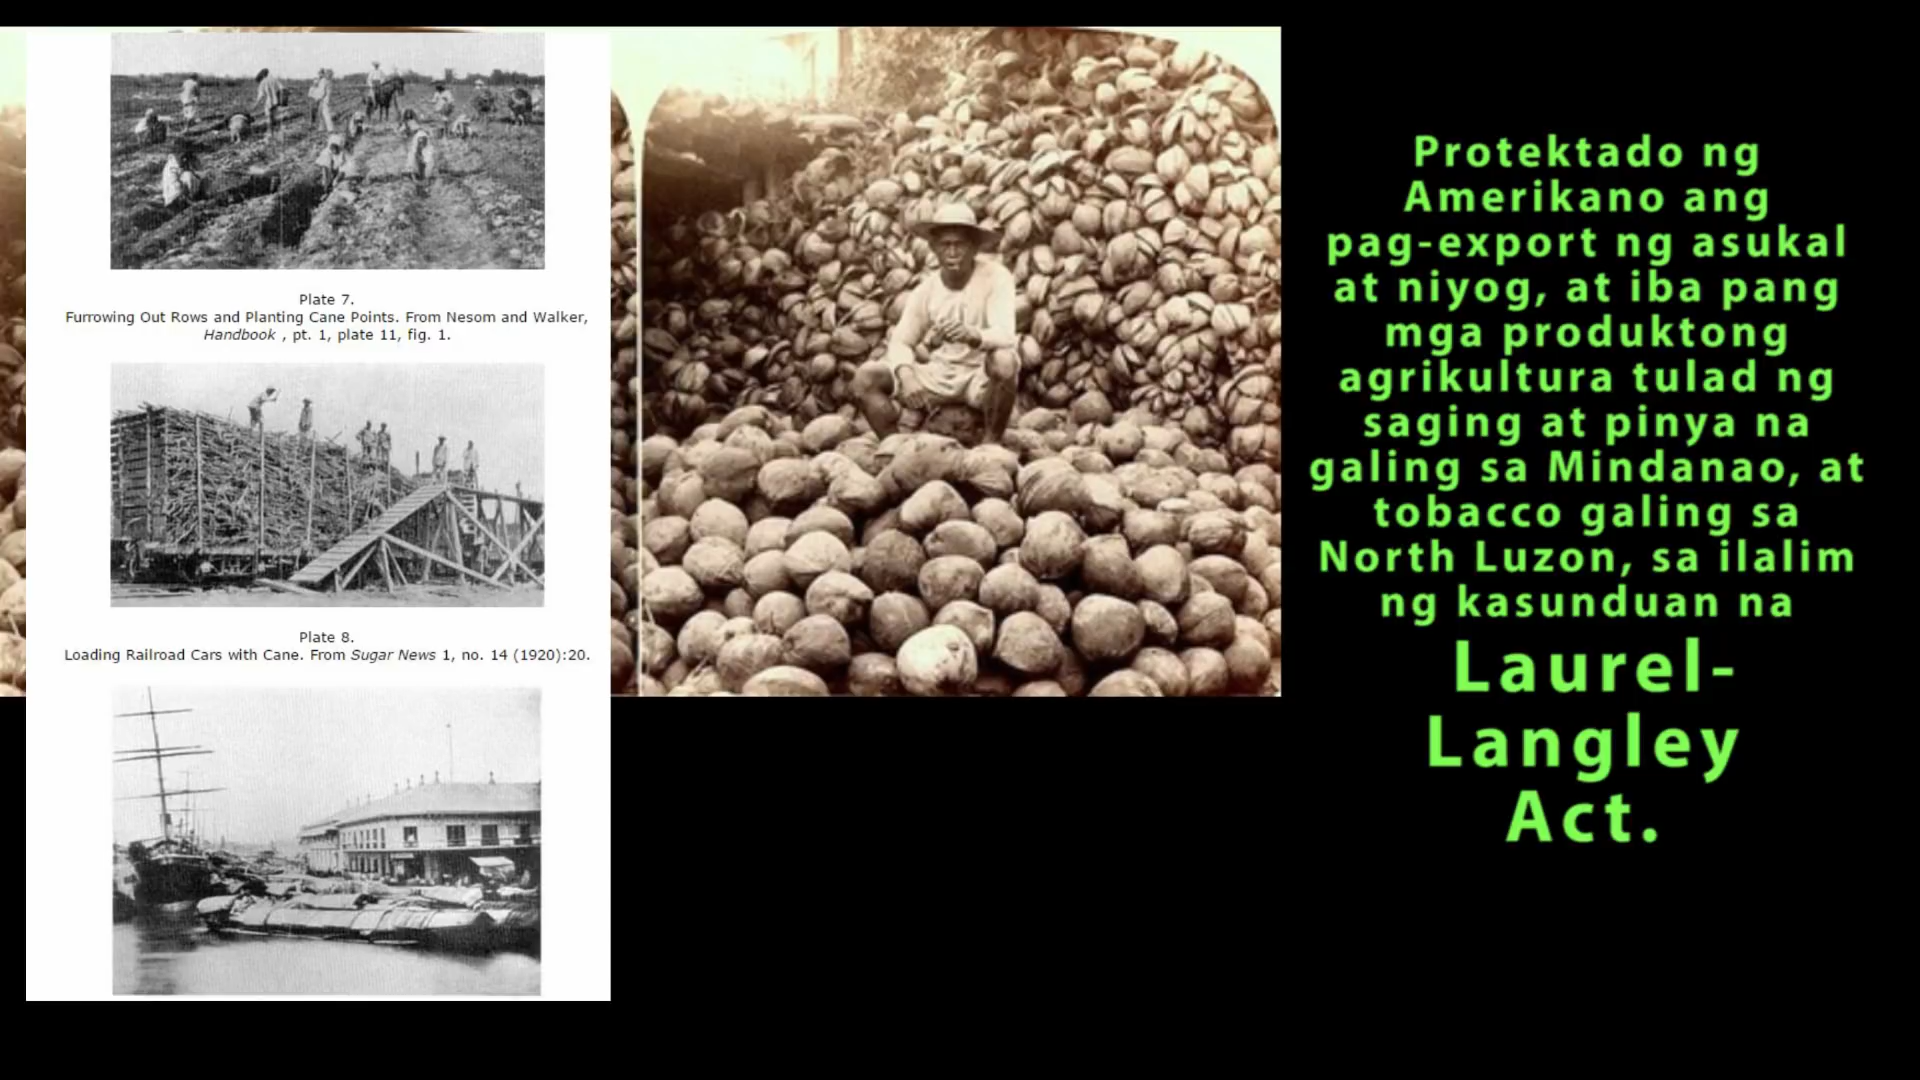 Plate 7.
Furrowing Out Rows and Planting Cane Points. From Nesom and Walker,
Handbook , pt. 1, plate 11, fig. 1.
Plate 8.
Loading Railroad Cars with Cane. From Sugar News 1, no. 14 (1920):20.
Protektado ng
Amerikano ang
pag-export ng asukal
at niyog, at iba pang
mga produktong
agrikultura tulad ng
saging at pinya na
galing sa Mindanao, at
tobacco galing sa
North Luzon, sa ilalim
ng kasunduan na
Laurel-
Langley
Act.